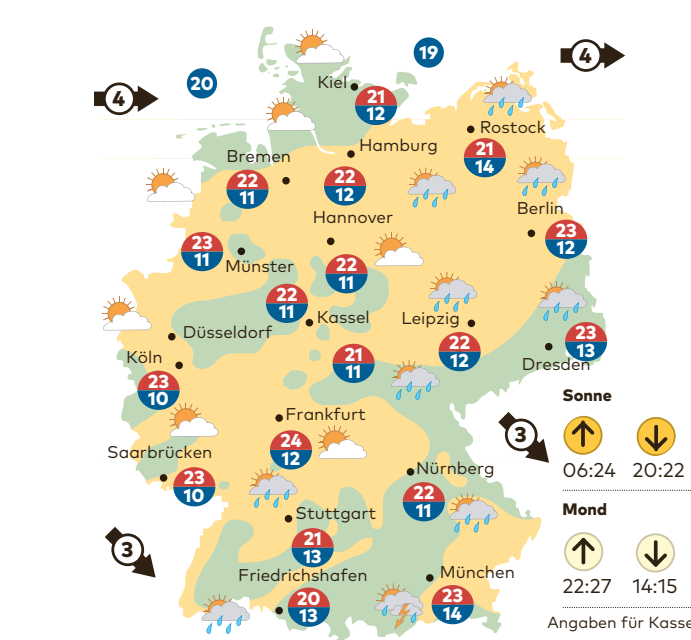 19
4
20
Kiel
4
21
12
Rostock
Hamburg
21
14
Bremen
22
11
22
12
Berlin
Hannover
23
12
23
11
Münster
22
11
22
11
Kassel
Leipzig
Düsseldorf
23
13
22
12
Köln
21
11
Dresden
23
10
Sonne
Frankfurt
3
24
12
Saarbrücken
06:24 20:22
Nürnberg
23
10
22
11
Mond
Stuttgart
3
21
13
Friedrichshafen
München
22:27 14:15
20
13
23
14
Angaben für Kasse